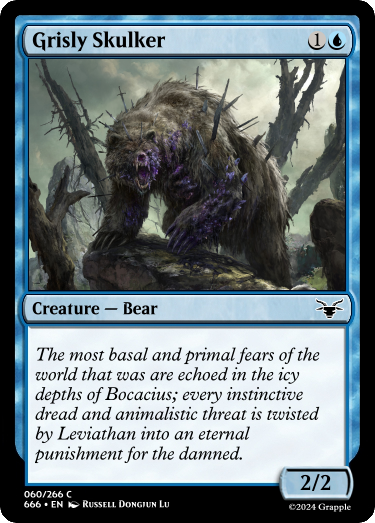 Grisly Skulker
1
Creature — Bear
The most basal and primal fears of the
world that was are echoed in the icy
depths of Bocacius; every instinctive
dread and animalistic threat is twisted
by Leviathan into an eternal
punishment for the damned.
2/2
060/266 C
666 • EN Russell Dongjun Lu
©2024 Grapple